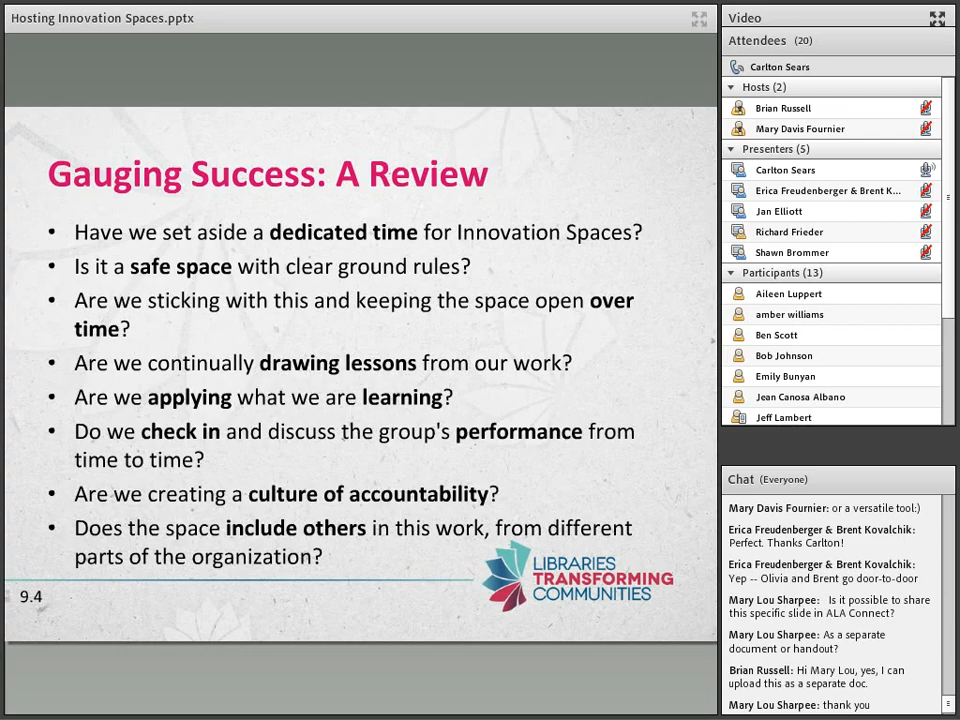 Hosting Innovation Spaces.pptx
Gauging Success: A Review
• Have we set aside a dedicated time for Innovation Spaces?
• Is it a safe space with clear ground rules?
• Are we sticking with this and keeping the space open over
time?
• Are we continually drawing lessons from our work?
• Are we applying what we are learning?
• Do we check in and discuss the group's performance from
time to time?
• Are we creating a culture of accountability?
• Does the space include others in this work, from different
parts of the organization?
LIBRARIES
TRANSFORMING
COMMUNITIES
9.4
Video
Attendees (20)
Carlton Sears
Hosts (2)
Brian Russell
Mary Davis Fournier
Presenters (5)
Carlton Sears
Erica Freudenberger & Brent K...
Jan Elliott
Richard Frieder
Shawn Brommer
Participants (13)
Aileen Luppert
amber williams
Ben Scott
Bob Johnson
Emily Bunyan
Jean Canosa Albano
Jeff Lambert
Chat (Everyone)
Mary Davis Fournier: or a versatile tool:)
Erica Freudenberger & Brent Kovalchik:
Perfect. Thanks Carlton!
Erica Freudenberger & Brent Kovalchik:
Yep -- Olivia and Brent go door-to-door
Mary Lou Sharpee: Is it possible to share
this specific slide in ALA Connect?
Mary Lou Sharpee: As a separate
document or handout?
Brian Russell: Hi Mary Lou, yes, I can
upload this as a separate doc.
Mary Lou Sharpee: thank you